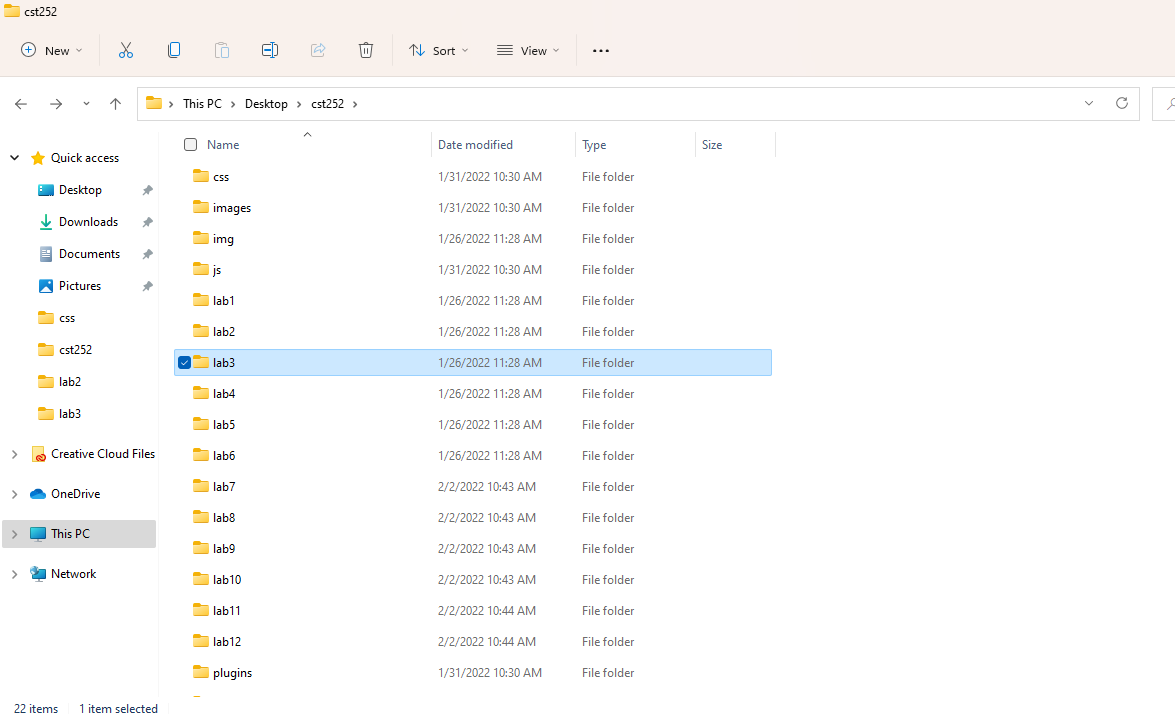 cst252
New Sort View
This PC Desktop cst252
Name Date modified Type Size
Quick access
Desktop
Downloads
Documents
Pictures
css
cst252
lab2
lab3
Creative Cloud Files
OneDrive
This PC
Network
css 1/31/2022 10:30 AM File folder
images 1/31/2022 10:30 AM File folder
img 1/26/2022 11:28 AM File folder
js 1/31/2022 10:30 AM File folder
lab1 1/26/2022 11:28 AM File folder
lab2 1/26/2022 11:28 AM File folder
lab3 1/26/2022 11:28 AM File folder
lab4 1/26/2022 11:28 AM File folder
lab5 1/26/2022 11:28 AM File folder
lab6 1/26/2022 11:28 AM File folder
lab7 2/2/2022 10:43 AM File folder
lab8 2/2/2022 10:43 AM File folder
lab9 2/2/2022 10:43 AM File folder
lab10 2/2/2022 10:43 AM File folder
lab11 2/2/2022 10:44 AM File folder
lab12 2/2/2022 10:44 AM File folder
plugins 1/31/2022 10:30 AM File folder
22 items 1 item selected